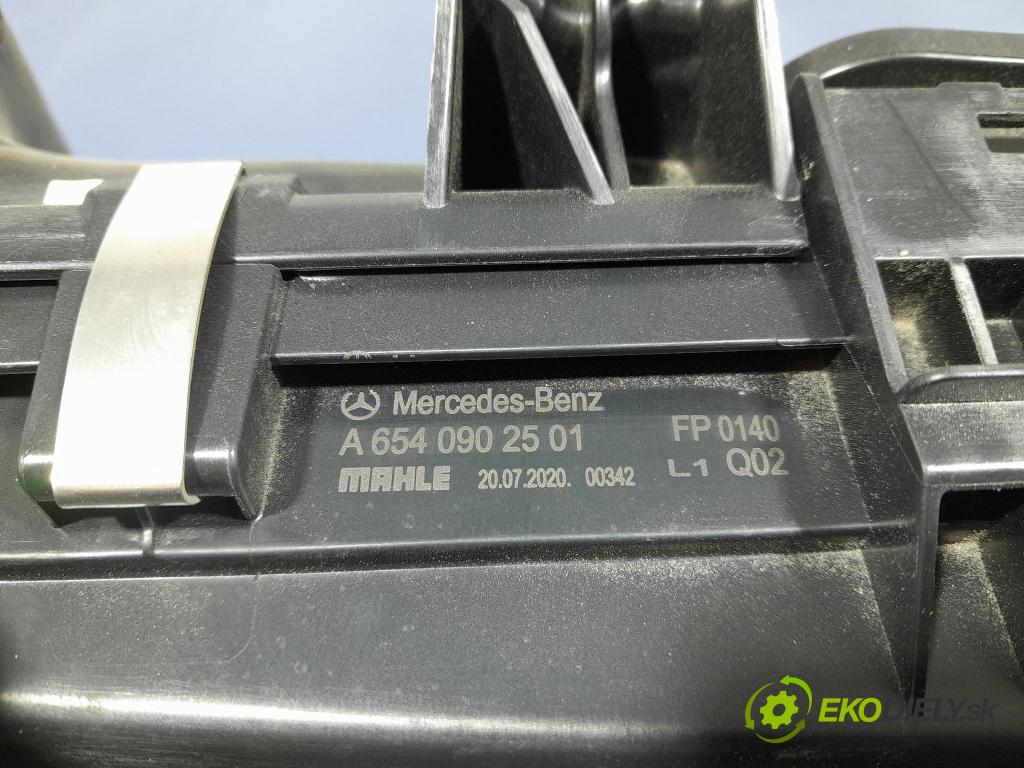 Mercedes-Benz
A 654 090 25 01 FP 0140
MAHLE 20.07.2020. 00342 L1 Q02
EKODIELY.sk